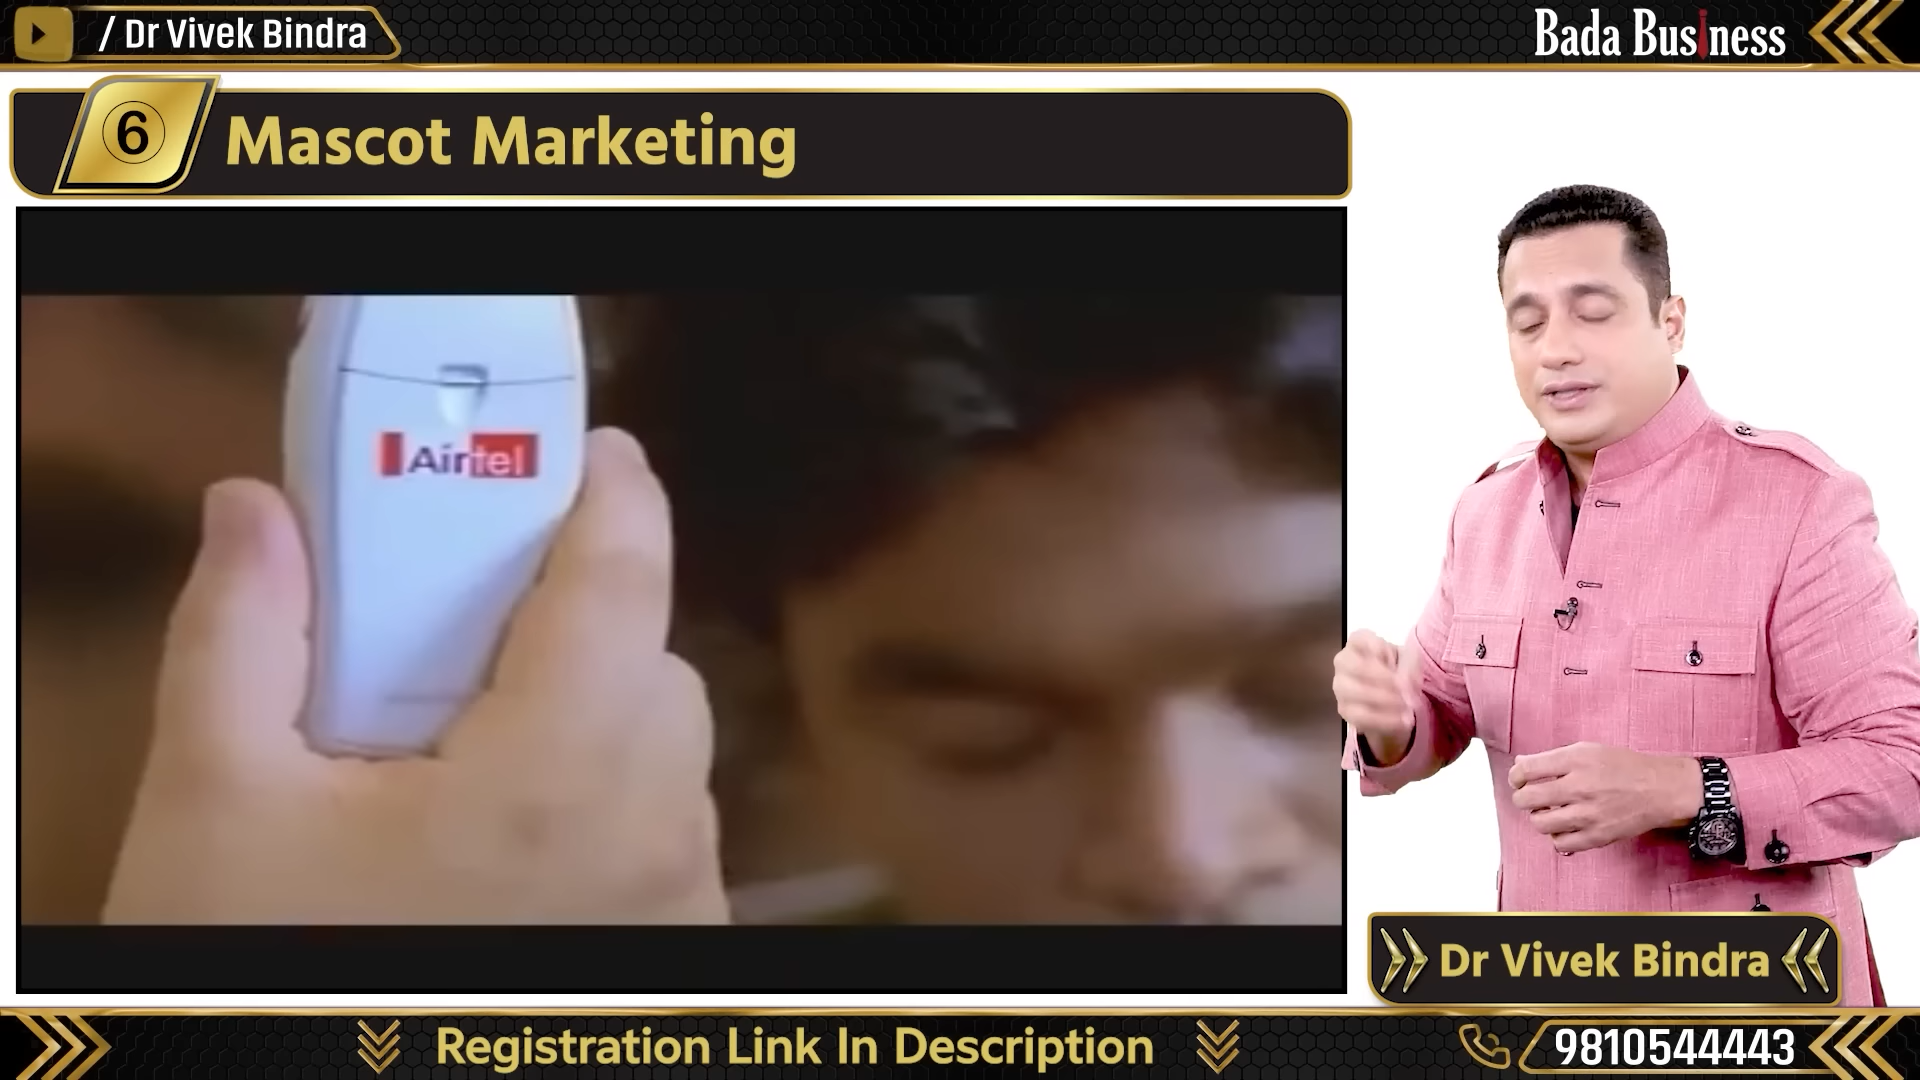 / Dr Vivek Bindra
Bada Business
6 Mascot Marketing
Airtel
Dr Vivek Bindra
Registration Link In Description
9810544443